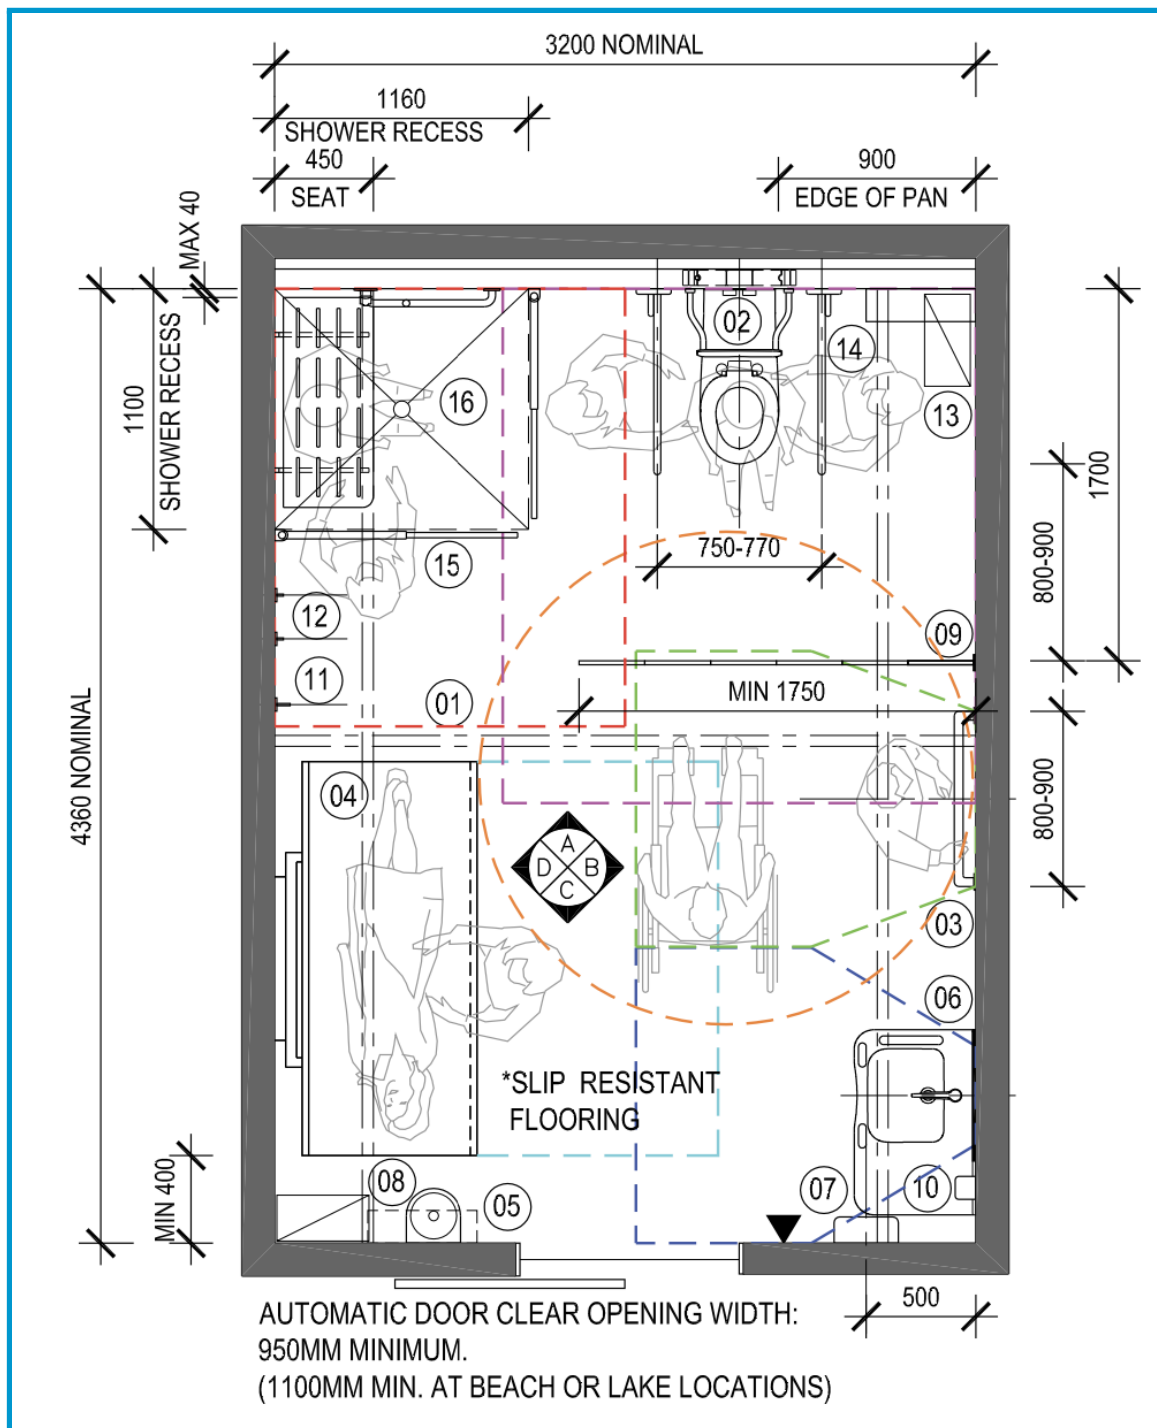 3200 NOMINAL
1160
SHOWER RECESS
450
SEAT
900
EDGE OF PAN
MAX 40
1100
SHOWER RECESS
02
14
16
13
1700
800-900
750-770
15
12
09
11
01
MIN 1750
4360 NOMINAL
04
800-900
A
D
B
C
03
06
*SLIP RESISTANT
FLOORING
MIN 400
08
05
07
10
500
AUTOMATIC DOOR CLEAR OPENING WIDTH:
950MM MINIMUM.
(1100MM MIN. AT BEACH OR LAKE LOCATIONS)